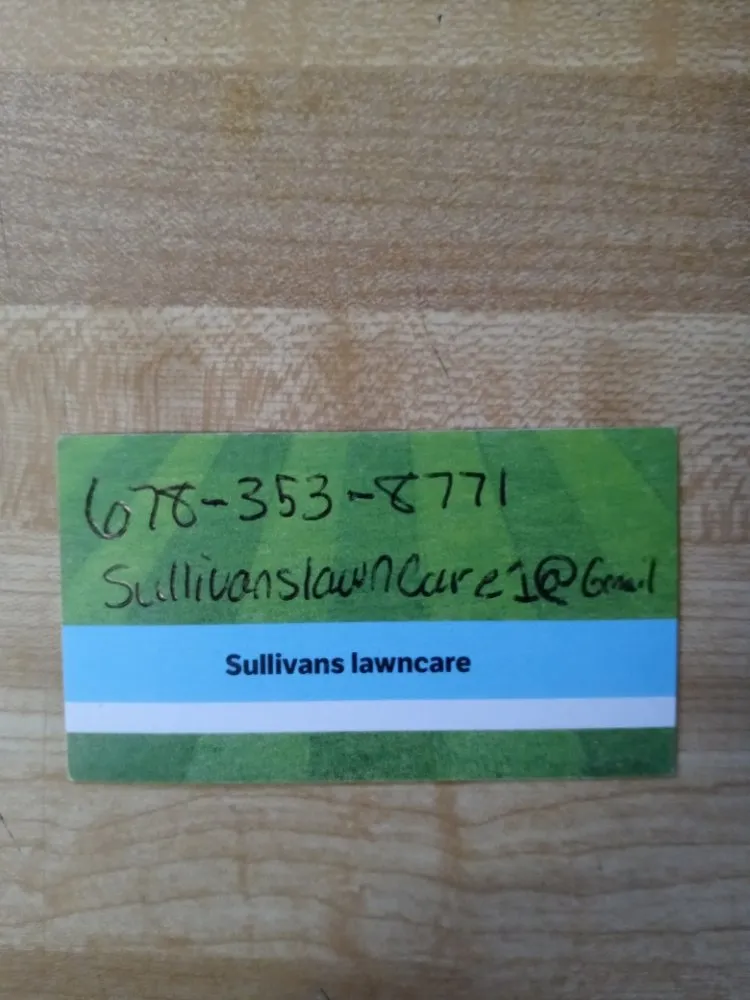 678-353-8771
SullivanslawnCare1@Gmail
Sullivans lawncare